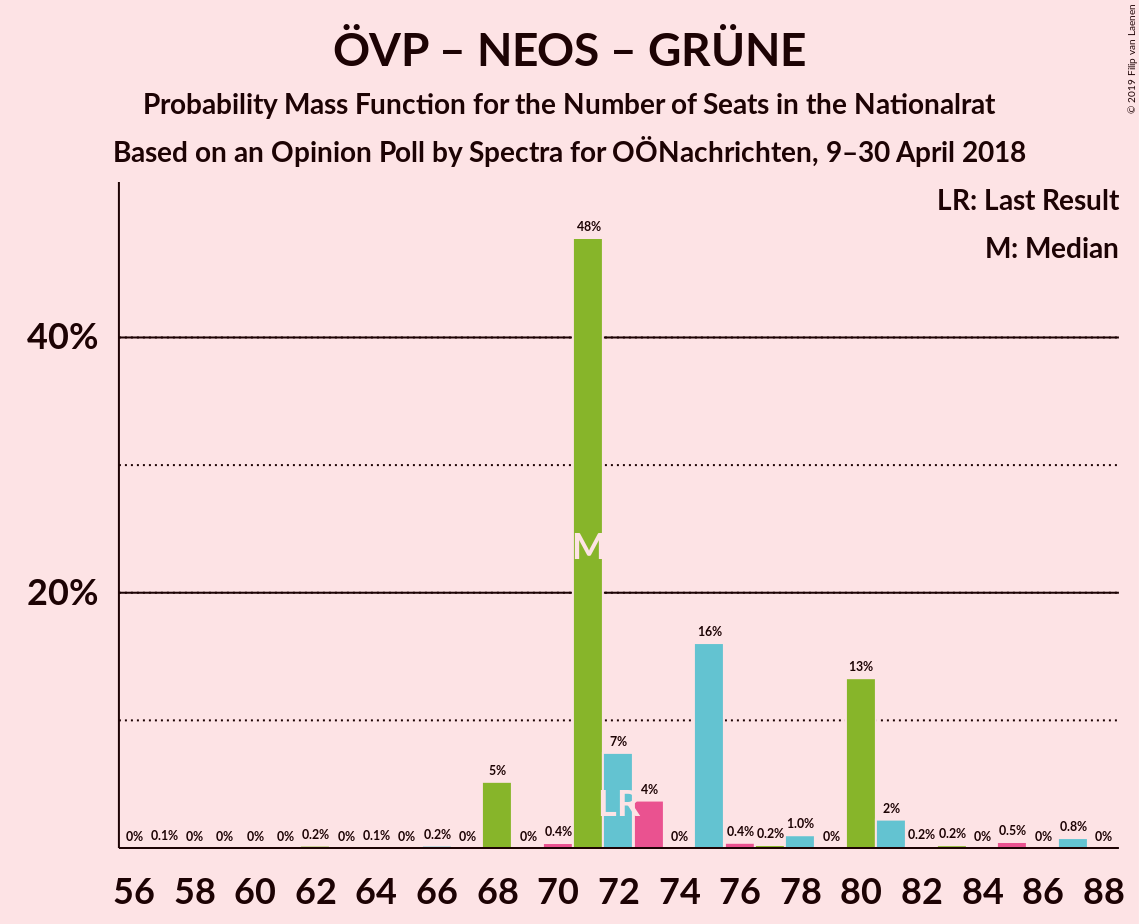 ÖVP – NEOS – GRÜNE
Probability Mass Function for the Number of Seats in the Nationalrat
Based on an Opinion Poll by Spectra for OÖNachrichten, 9–30 April 2018
© 2019 Filip van Laenen
LR: Last Result
M: Median
40%
20%
0% 0.1% 0% 0% 0% 0% 0.2% 0% 0.1% 0% 0.2% 0% 5% 0% 0.4% 48% 7% 4% 0% 16% 0.4% 0.2% 1.0% 0% 13% 2% 0.2% 0.2% 0% 0.5% 0% 0.8% 0%
M
LR
56 58 60 62 64 66 68 70 72 74 76 78 80 82 84 86 88